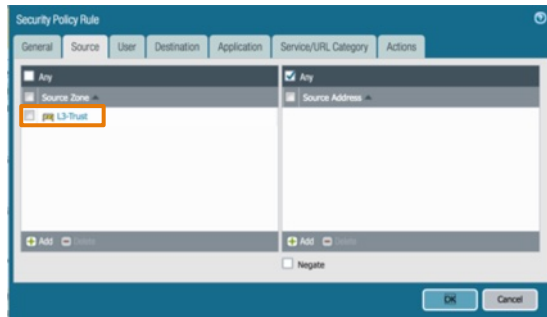 Security Policy Rule
General Source User Destination Application Service/URL Category Actions
Any
Any
Source Zone
Source Address
L3-Trust
Add Delete
Add Delete
Negate
OK Cancel